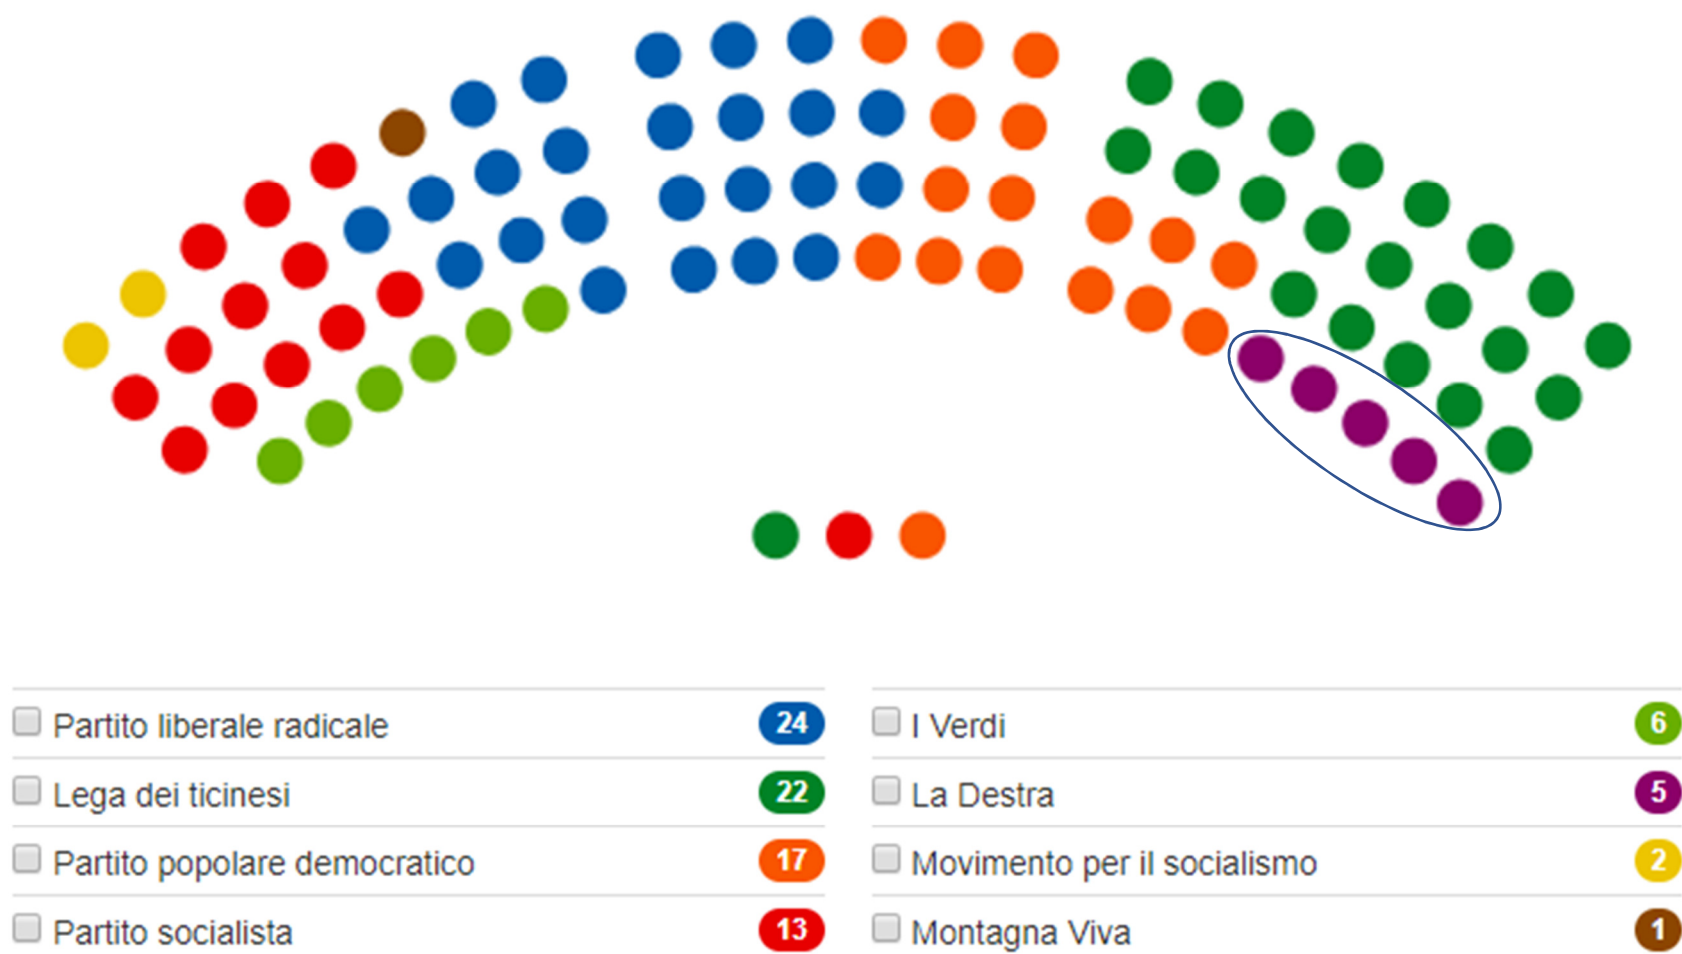 Partito liberale radicale 24
Lega dei ticinesi 22
Partito popolare democratico 17
Partito socialista 13
I Verdi 6
La Destra 5
Movimento per il socialismo 2
Montagna Viva 1